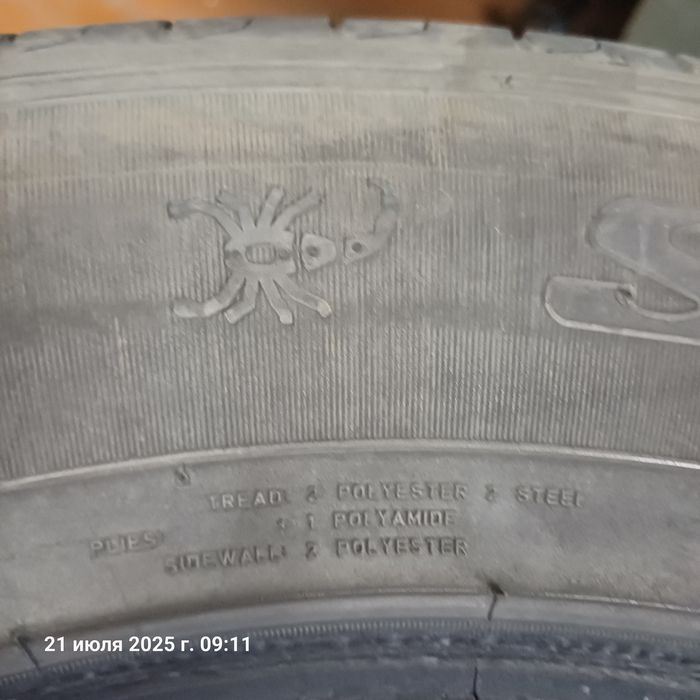 S
TREAD: 2 POLYESTER 2 STEEL
+ 1 POLYAMIDE
PLIES:
SIDEWALL: 2 POLYESTER
21 июля 2025 г. 09:11